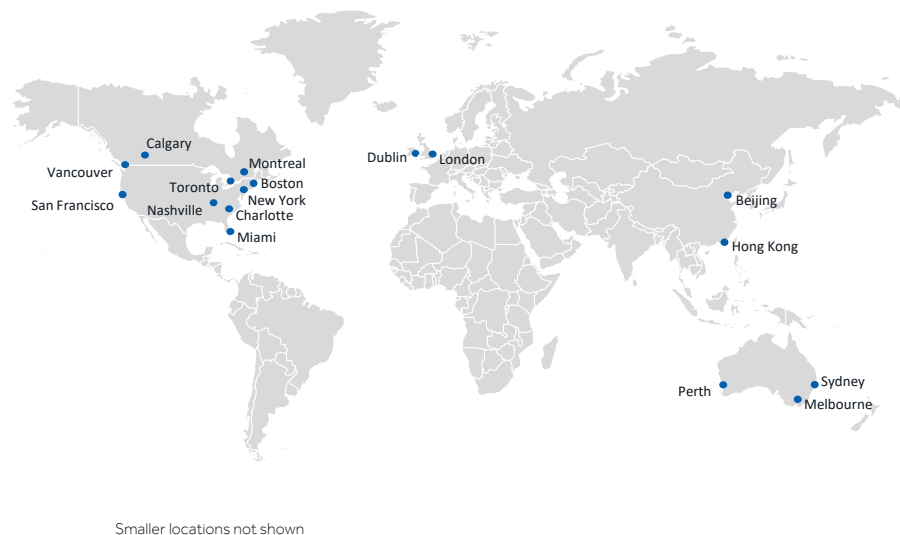 Calgary
Vancouver
Montreal
Toronto
Boston
San Francisco
New York
Nashville
Charlotte
Miami
Dublin
London
Beijing
Hong Kong
Perth
Sydney
Melbourne
Smaller locations not shown